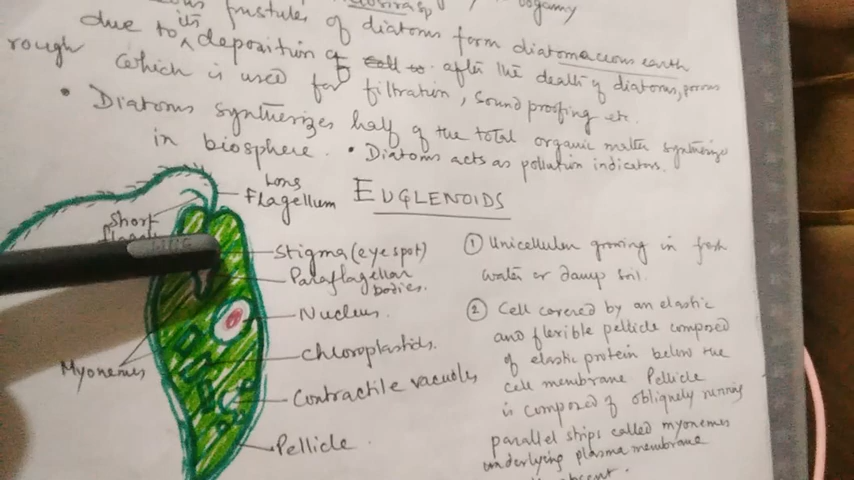 frustules of diatoms form diatomaceous earth
due to its deposition of after the death of diatoms, porous
rough which is used for filtration, sound proofing etc.
• Diatoms synthesizes half of the total organic matter synthesize
in biosphere. • Diatoms acts as pollution indicators.
Long
Flagellum
EUGLENOIDS
Short
Stigma (eye spot)
Paraflagellar
bodies.
Nucleus.
Chloroplastids.
Myonemes
Contractile vacuoles
Pellicle.
① Unicellular growing in fresh
water or damp soil.
② Cell covered by an elastic
and flexible pellicle composed
of elastic protein below the
cell membrane Pellicle
is composed of obliquely running
parallel strips called myonemes
underlying plasma membrane